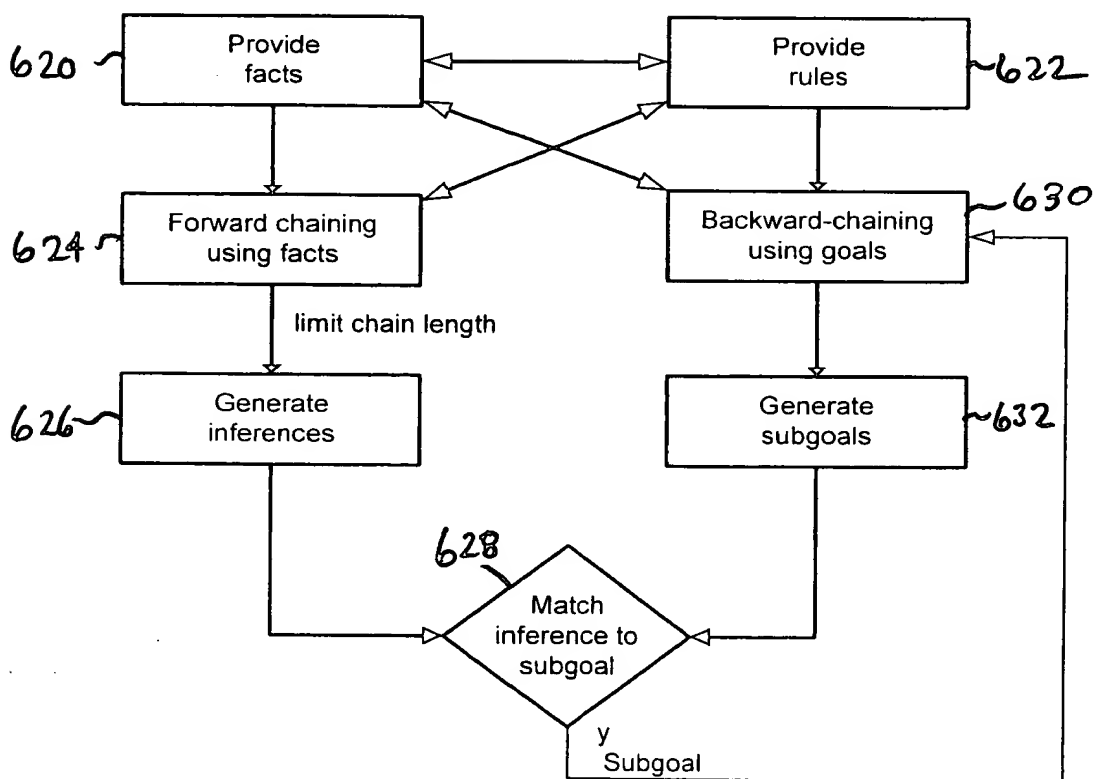 620
Provide
facts
Provide
rules
622
624
Forward chaining
using facts
Backward-chaining
using goals
630
limit chain length
626
Generate
inferences
Generate
subgoals
632
628
Match
inference to
subgoal
y
Subgoal